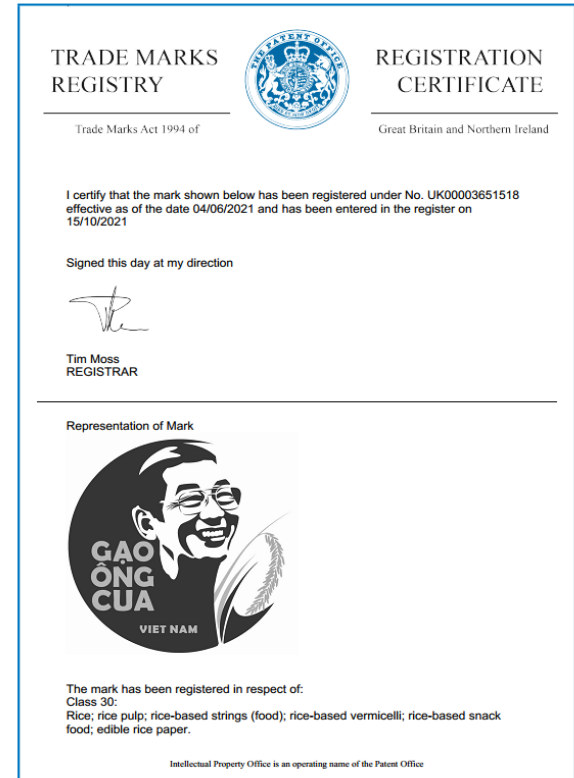 TRADE MARKS
REGISTRY
THE PATENT OFFICE
REGISTRATION
CERTIFICATE
Trade Marks Act 1994 of
Great Britain and Northern Ireland
I certify that the mark shown below has been registered under No. UK00003651518
effective as of the date 04/06/2021 and has been entered in the register on
15/10/2021
Signed this day at my direction
Tim Moss
REGISTRAR
Representation of Mark
GẠO
ÔNG
CUA
VIET NAM
The mark has been registered in respect of:
Class 30:
Rice; rice pulp; rice-based strings (food); rice-based vermicelli; rice-based snack
food; edible rice paper.
Intellectual Property Office is an operating name of the Patent Office